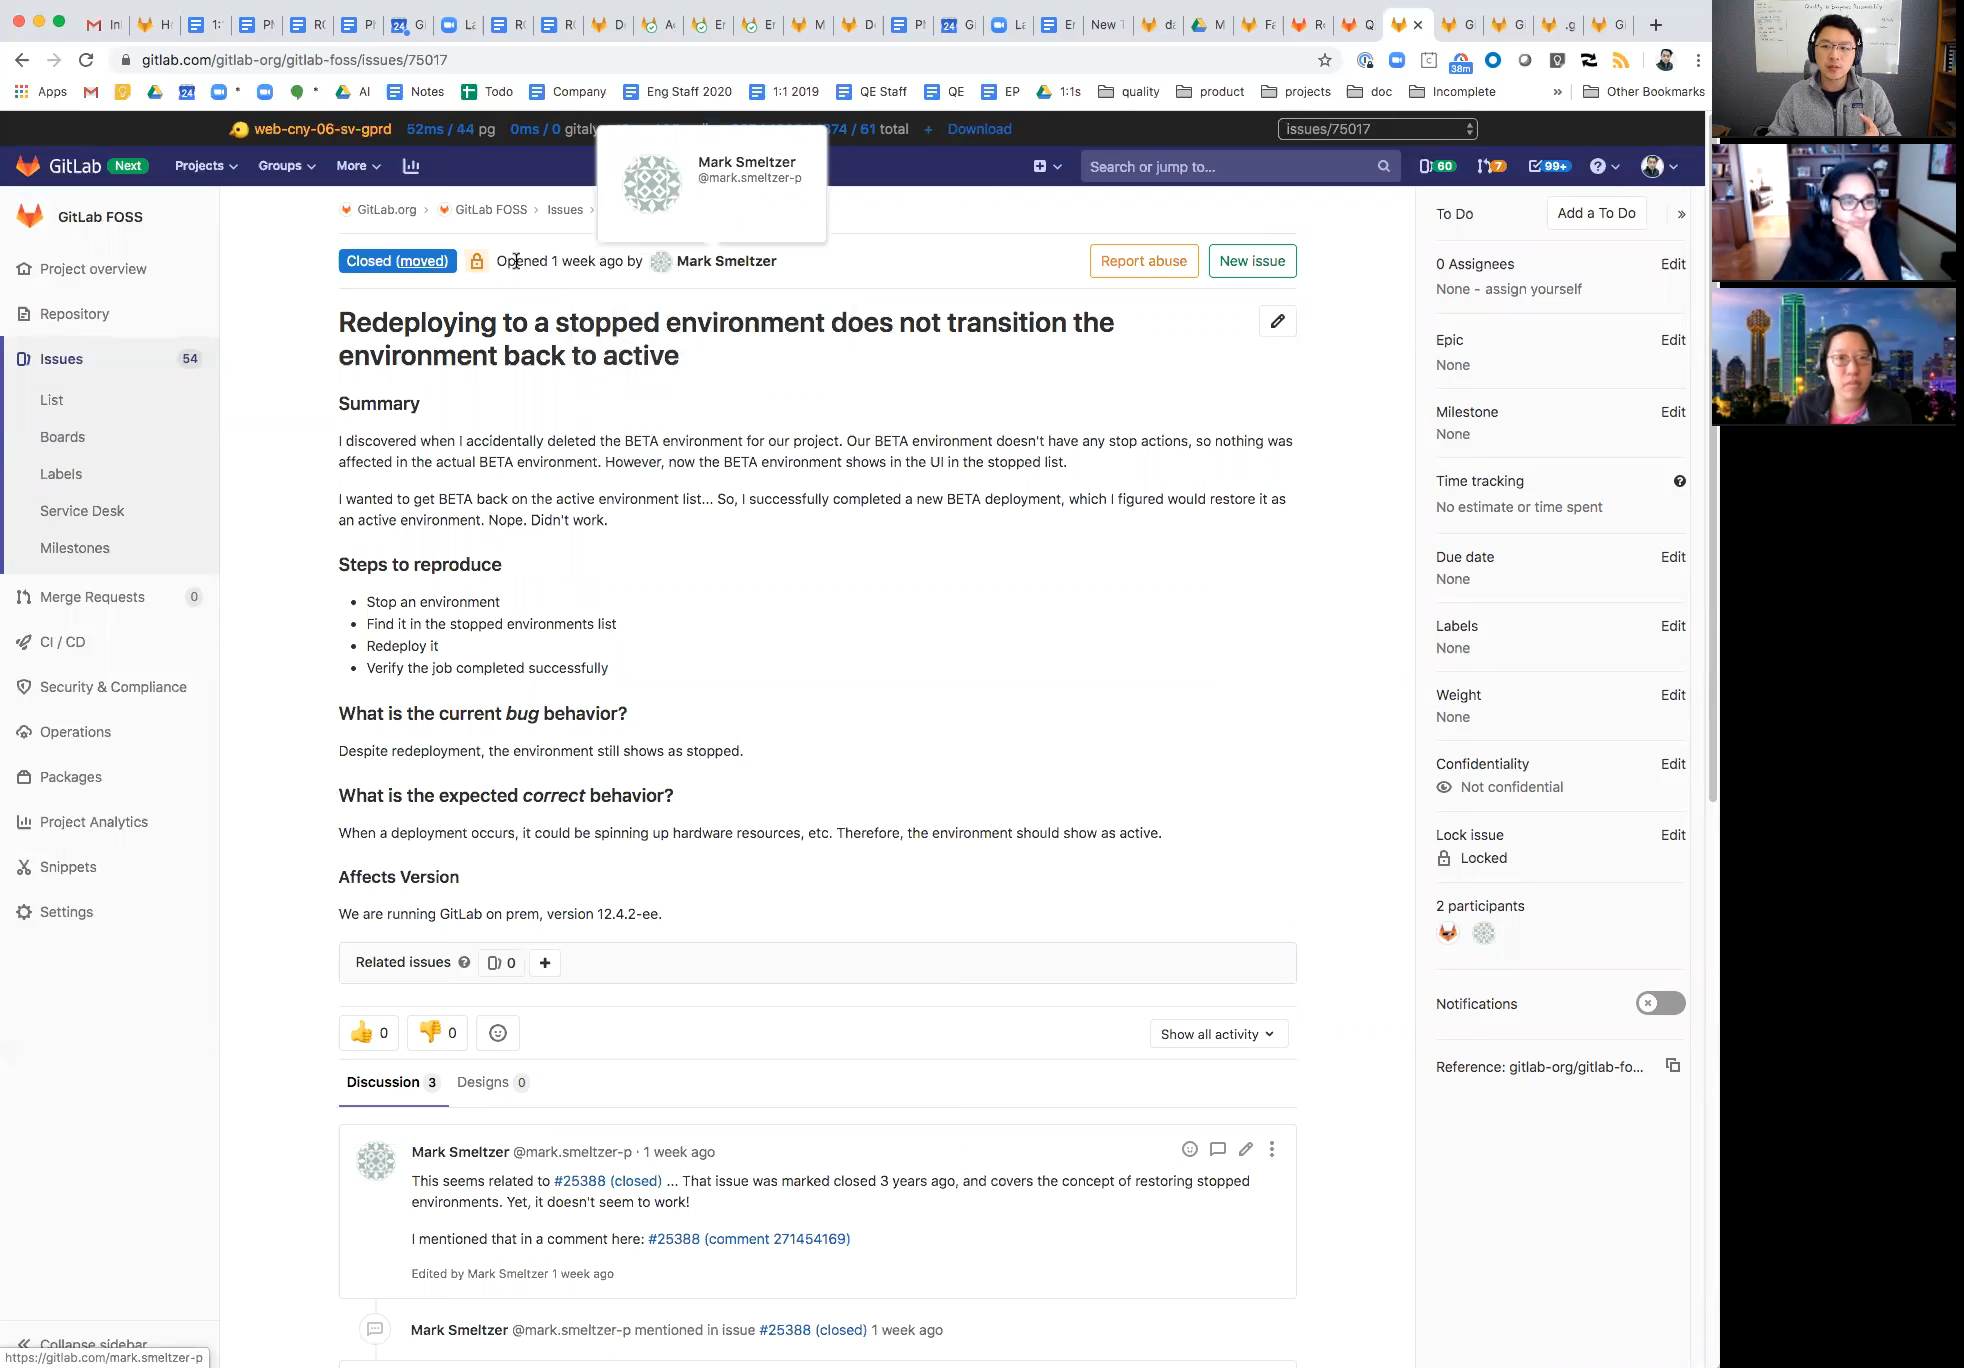 In
H
1:
PM
R
Ph
Gi
La
R
R
D
A
Er
Er
M
D
PI
Gi
La
Er
New T
da
M
Fa
R
Q
G
G
.g
Gi
gitlab.com/gitlab-org/gitlab-foss/issues/75017
38m
Apps
AI
Notes
Todo
Company
Eng Staff 2020
1:1 2019
QE Staff
QE
EP
1:1s
quality
product
projects
doc
Incomplete
»
Other Bookmarks
web-cny-06-sv-gprd 52ms / 44 pg 0ms / 0 gitaly 74 / 61 total + Download
issues/75017
GitLab Next Projects Groups More
Search or jump to...
60 7 99+
Mark Smeltzer
@mark.smeltzer-p
GitLab FOSS
Project overview
Repository
Issues 54
List
Boards
Labels
Service Desk
Milestones
Merge Requests 0
CI / CD
Security & Compliance
Operations
Packages
Project Analytics
Snippets
Settings
« Collapse sidebar
https://gitlab.com/mark.smeltzer-p
GitLab.org › GitLab FOSS › Issues ›
Closed (moved) Opened 1 week ago by Mark Smeltzer
Report abuse
New issue
Redeploying to a stopped environment does not transition the
environment back to active
Summary
I discovered when I accidentally deleted the BETA environment for our project. Our BETA environment doesn't have any stop actions, so nothing was
affected in the actual BETA environment. However, now the BETA environment shows in the UI in the stopped list.
I wanted to get BETA back on the active environment list... So, I successfully completed a new BETA deployment, which I figured would restore it as
an active environment. Nope. Didn't work.
Steps to reproduce
• Stop an environment
• Find it in the stopped environments list
• Redeploy it
• Verify the job completed successfully
What is the current bug behavior?
Despite redeployment, the environment still shows as stopped.
What is the expected correct behavior?
When a deployment occurs, it could be spinning up hardware resources, etc. Therefore, the environment should show as active.
Affects Version
We are running GitLab on prem, version 12.4.2-ee.
Related issues 0 +
0
0
Show all activity
Discussion 3 Designs 0
Mark Smeltzer @mark.smeltzer-p · 1 week ago
This seems related to #25388 (closed) ... That issue was marked closed 3 years ago, and covers the concept of restoring stopped
environments. Yet, it doesn't seem to work!
I mentioned that in a comment here: #25388 (comment 271454169)
Edited by Mark Smeltzer 1 week ago
Mark Smeltzer @mark.smeltzer-p mentioned in issue #25388 (closed) 1 week ago
To Do
Add a To Do
»
0 Assignees Edit
None - assign yourself
Epic Edit
None
Milestone Edit
None
Time tracking
No estimate or time spent
Due date Edit
None
Labels Edit
None
Weight Edit
None
Confidentiality Edit
Not confidential
Lock issue Edit
Locked
2 participants
Notifications
Reference: gitlab-org/gitlab-fo...